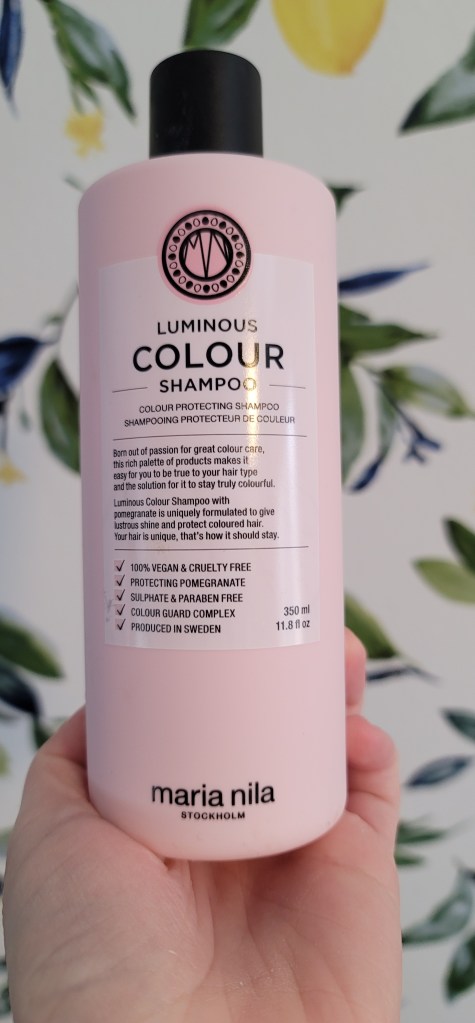 MN
LUMINOUS
COLOUR
SHAMPOO
COLOUR PROTECTING SHAMPOO
SHAMPOOING PROTECTEUR DE COULEUR
Born out of passion for great colour care,
this rich palette of products makes it
easy for you to be true to your hair type
and the solution for it to stay truly colourful.
Luminous Colour Shampoo with
pomegranate is uniquely formulated to give
lustrous shine and protect coloured hair.
Your hair is unique, that's how it should stay.
100% VEGAN & CRUELTY FREE
PROTECTING POMEGRANATE
SULPHATE & PARABEN FREE
COLOUR GUARD COMPLEX 350 ml
PRODUCED IN SWEDEN 11.8 fl oz
maria nila
STOCKHOLM